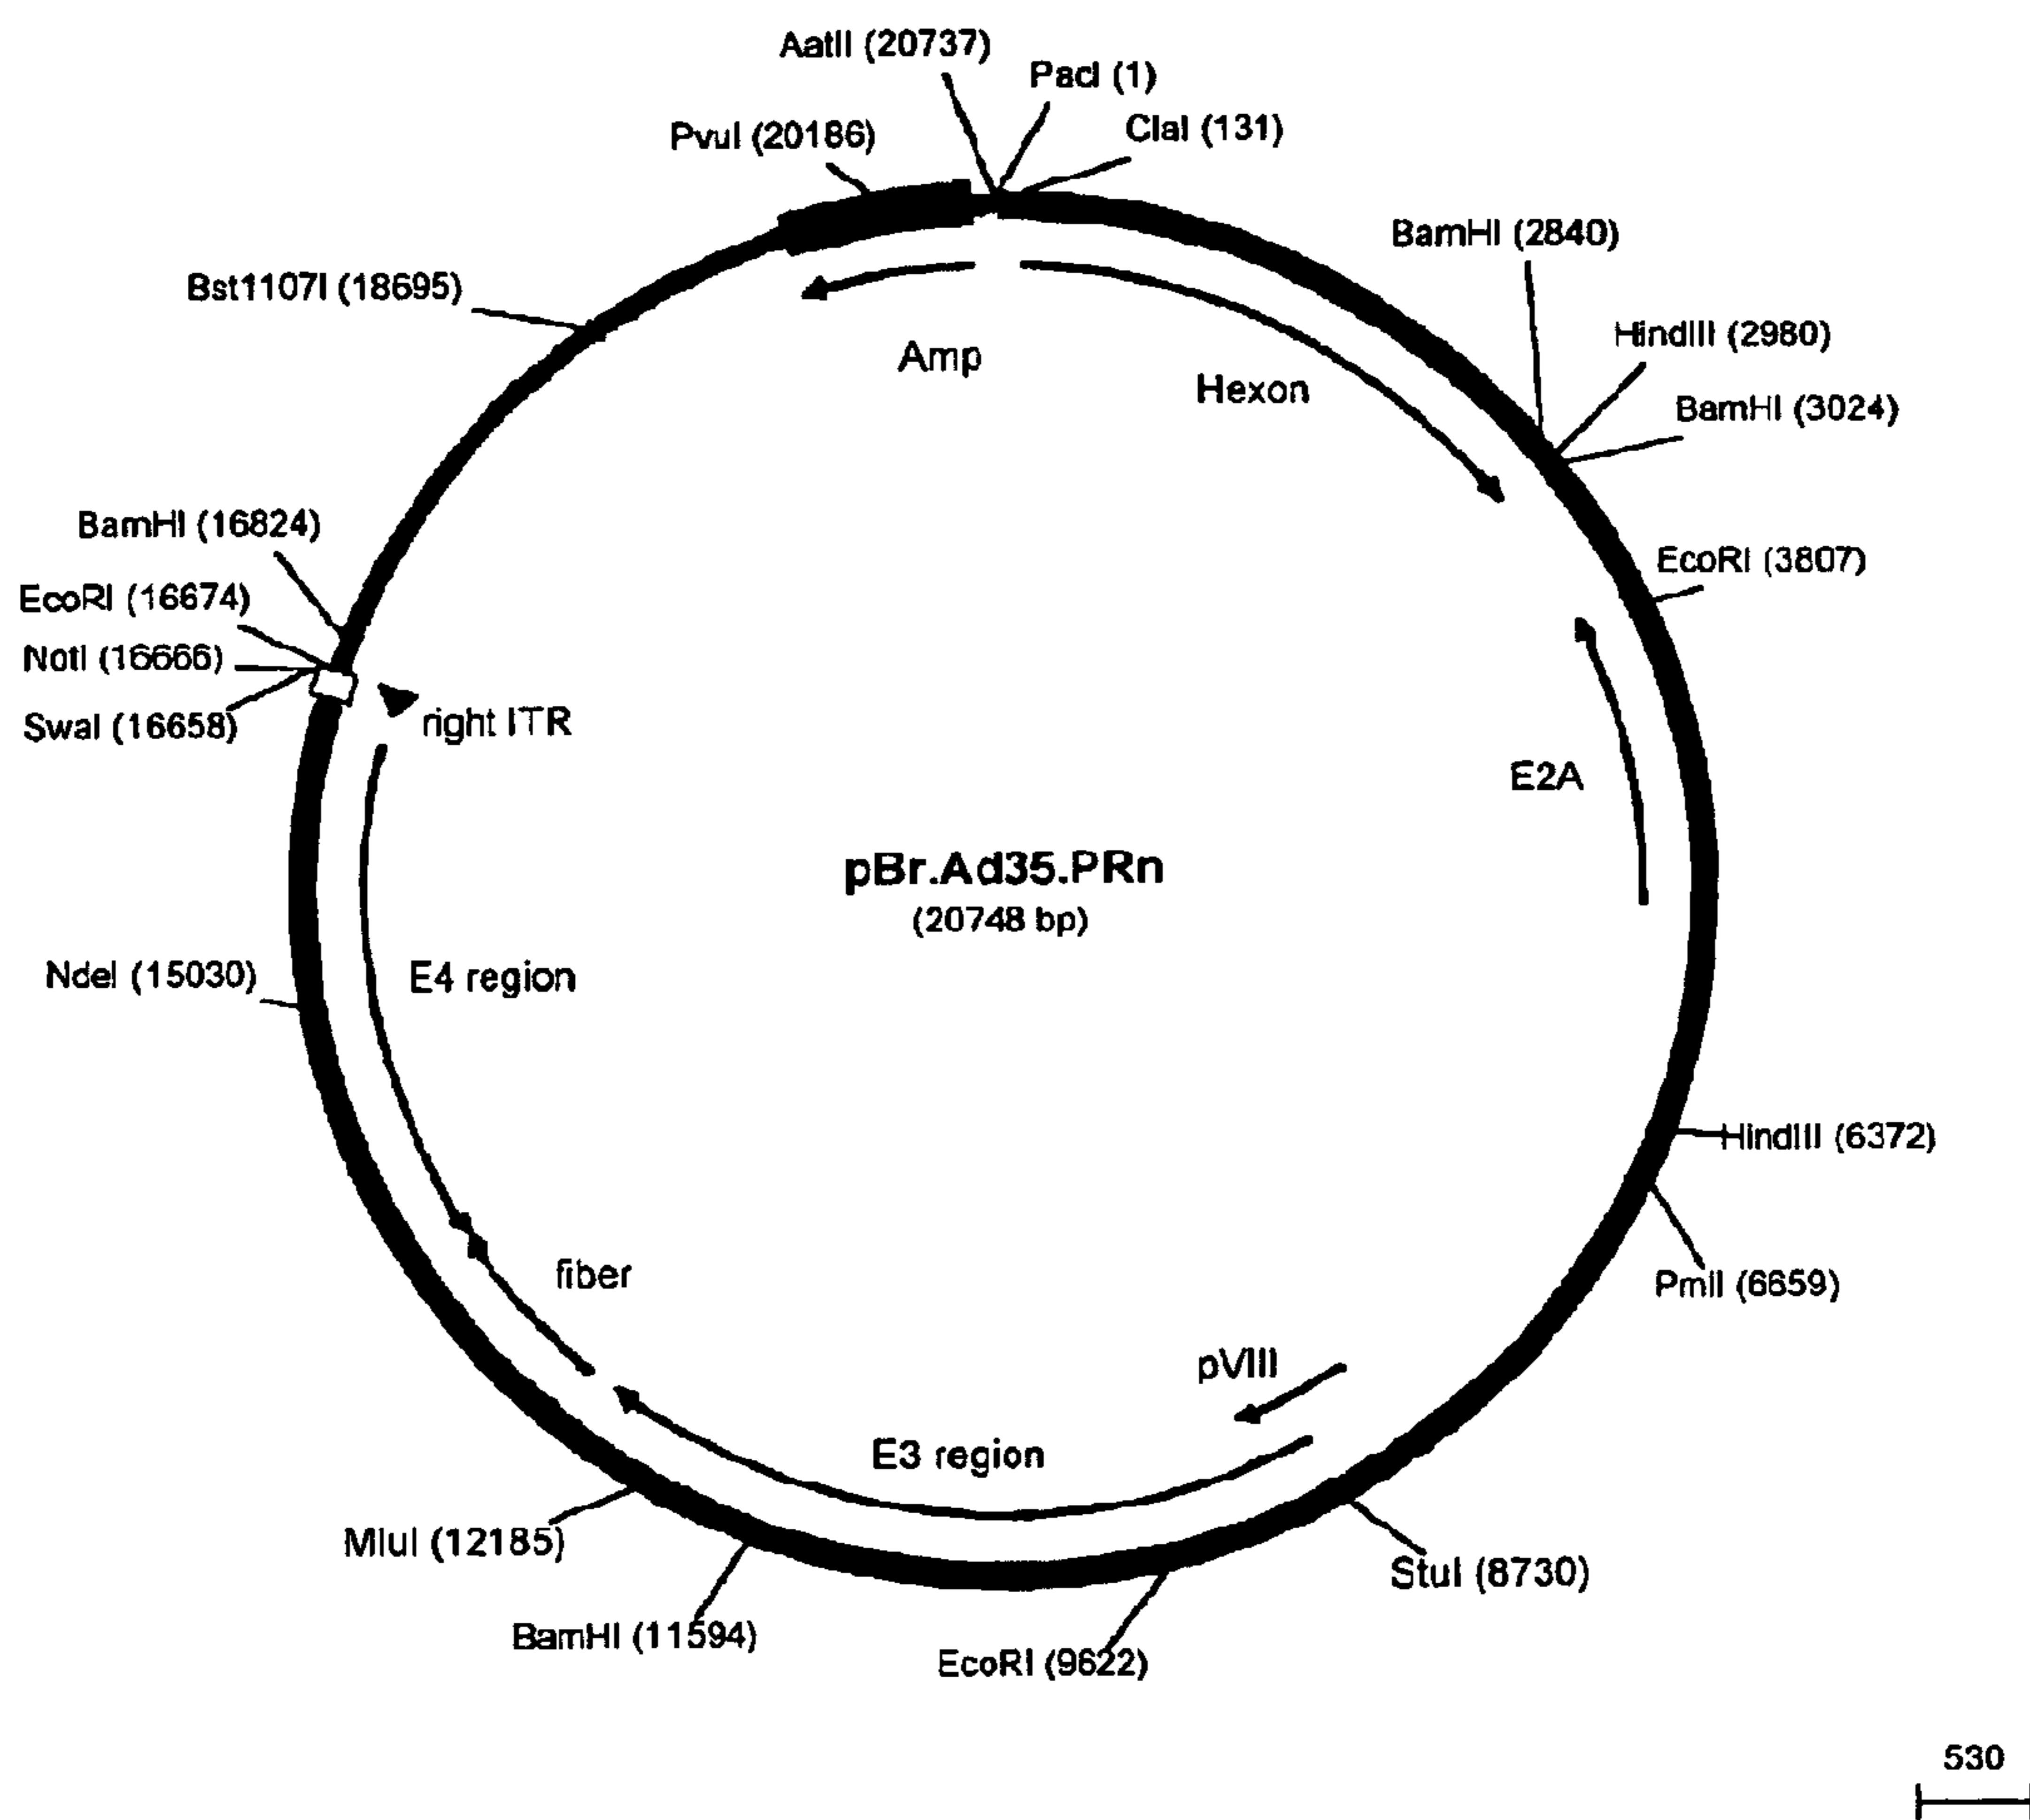 AatII (20737)
PacI (1)
ClaI (131)
PvuI (20186)
BamHI (2840)
Bst1107I (18695)
HindIII (2980)
Amp
Hexon
BamHI (3024)
BamHI (16824)
EcoRI (3807)
EcoRI (16674)
NotI (16666)
SwaI (16658)
right ITR
E2A
pBr.Ad35.PRn
(20748 bp)
NdeI (15030)
E4 region
HindIII (6372)
fiber
PmlI (6659)
pVIII
E3 region
MluI (12185)
StuI (8730)
BamHI (11594)
EcoRI (9622)
530